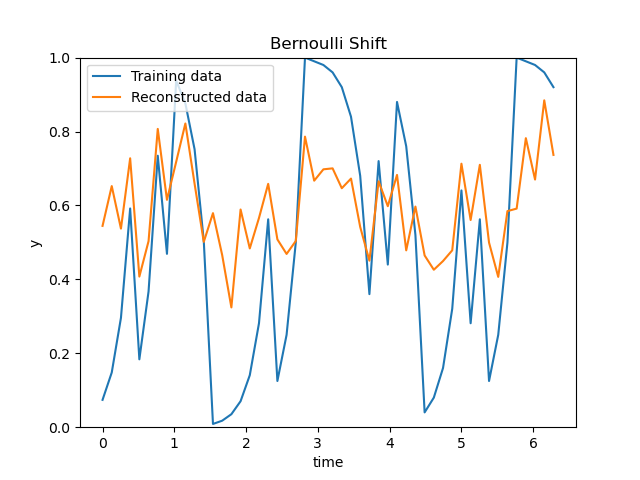 Bernoulli Shift
Training data
Reconstructed data
1.0
0.8
0.6
0.4
0.2
0.0
y
0 1 2 3 4 5 6
time